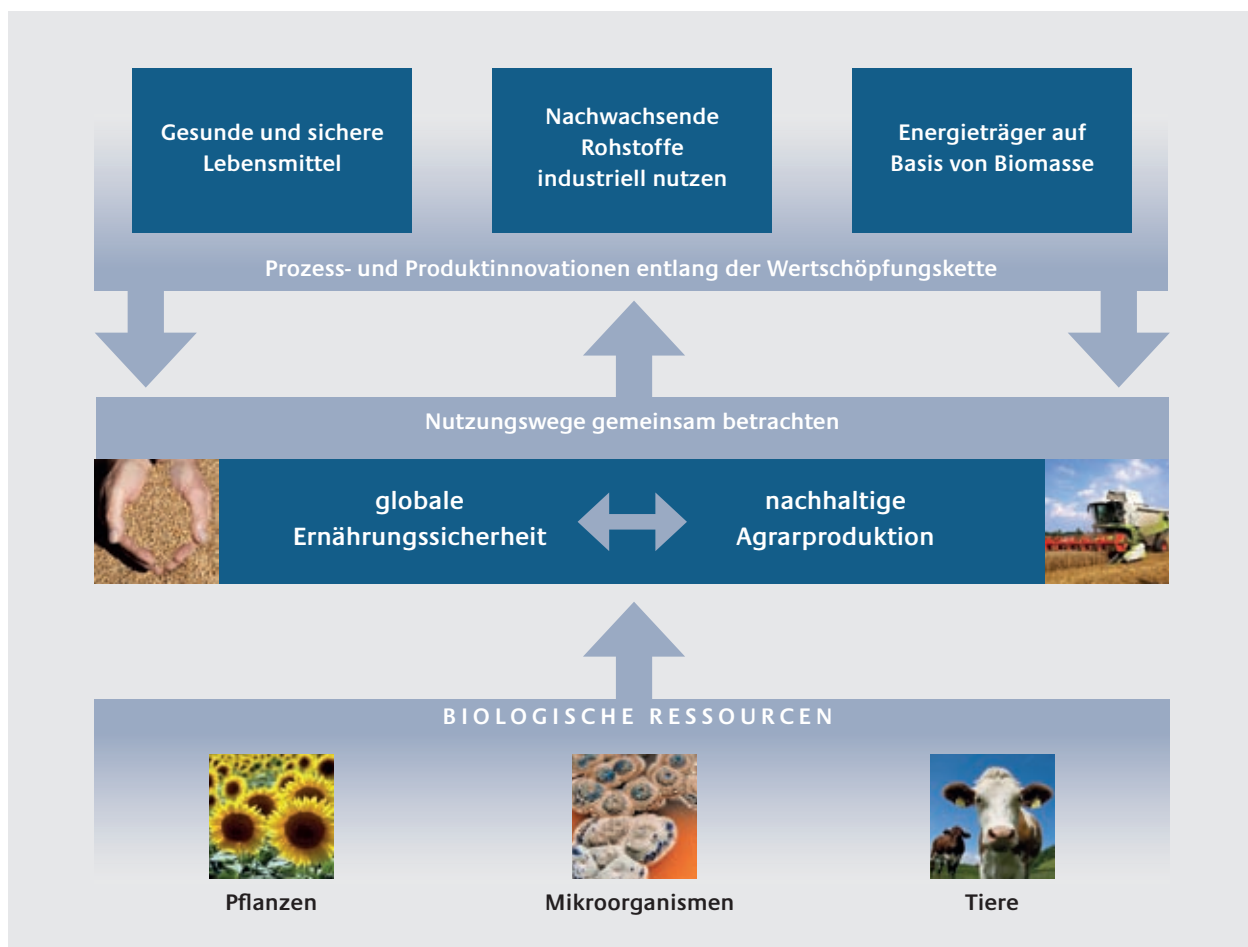 Gesunde und sichere
Lebensmittel
Nachwachsende
Rohstoffe
industriell nutzen
Energieträger auf
Basis von Biomasse
Prozess- und Produktinnovationen entlang der Wertschöpfungskette
Nutzungswege gemeinsam betrachten
globale
Ernährungssicherheit
nachhaltige
Agrarproduktion
BIOLOGISCHE RESSOURCEN
Pflanzen
Mikroorganismen
Tiere